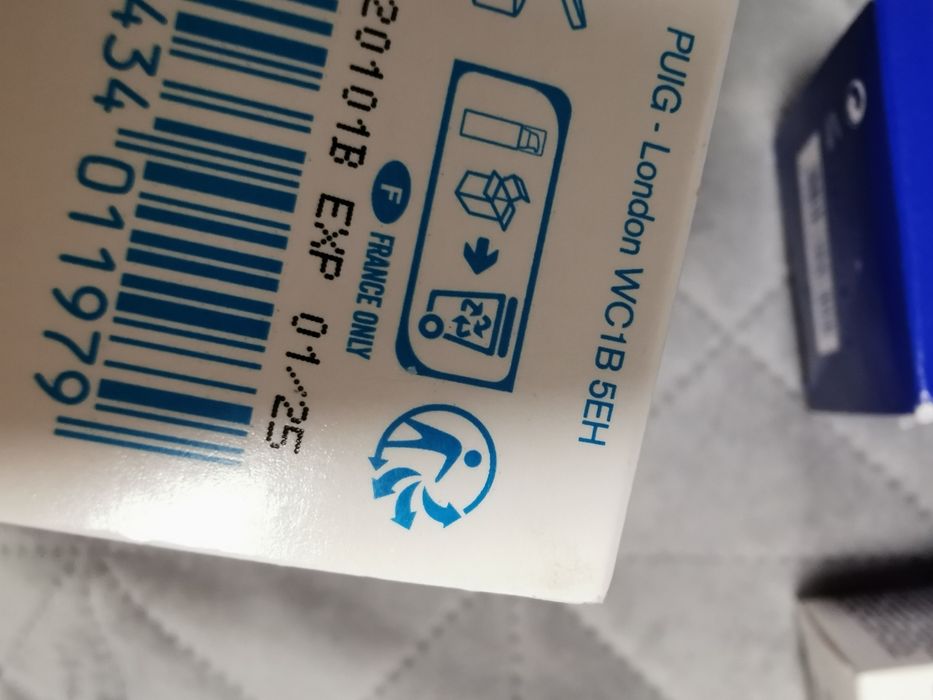 PUIG - London WC1B 5EH
F FRANCE ONLY
20101B EXP 01/25
434 011979